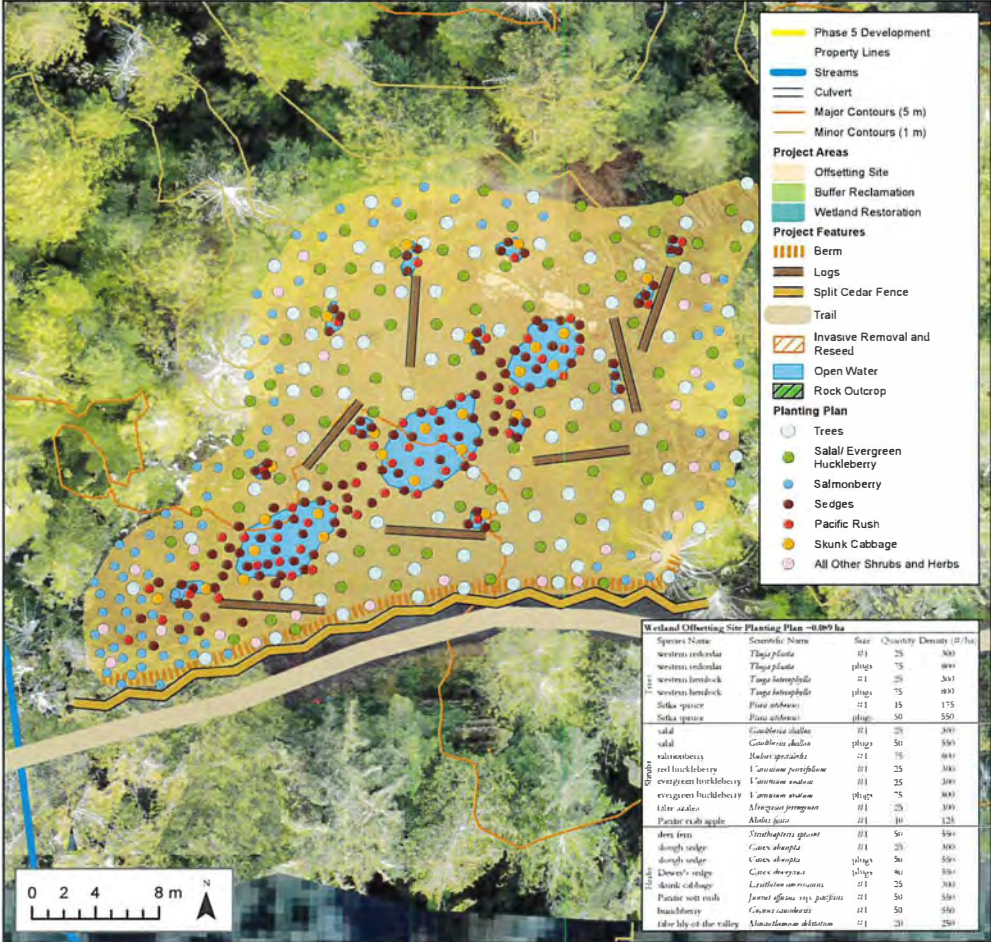 Phase 5 Development
Property Lines
Streams
Culvert
Major Contours (5 m)
Minor Contours (1 m)
Project Areas
Offsetting Site
Buffer Reclamation
Wetland Restoration
Project Features
Berm
Logs
Split Cedar Fence
Trail
Invasive Removal and
Reseed
Open Water
Rock Outcrop
Planting Plan
Trees
Salal/ Evergreen
Huckleberry
Salmonberry
Sedges
Pacific Rush
Skunk Cabbage
All Other Shrubs and Herbs
Wetland Offsetting Site Planting Plan ~0.089 ha
Species Name Scientific Name Size Quantity Density (#/ha)
Trees
western redcedar Thuja plicata #1 25 300
western redcedar Thuja plicata plugs 75 800
western hemlock Tsuga heterophylla #1 25 300
western hemlock Tsuga heterophylla plugs 75 800
Sitka spruce Picea sitchensis #1 15 175
Sitka spruce Picea sitchensis plugs 50 550
Shrubs
salal Gaultheria shallon #1 25 300
salal Gaultheria shallon plugs 50 550
salmonberry Rubus spectabilis #1 75 800
red huckleberry Vaccinium parvifolium #1 25 300
evergreen huckleberry Vaccinium ovatum #1 25 300
evergreen huckleberry Vaccinium ovatum plugs 75 800
false azalea Menziesia ferruginea #1 25 300
Pacific crab apple Malus fusca #1 10 125
Herbs
deer fern #1 50 550
slough sedge Carex obnupta #1 25 300
slough sedge Carex obnupta plugs 50 550
Dewey's sedge Carex deweyana plugs 550
skunk cabbage Lysichiton americanus #1 25 300
Pacific soft rush Juncus effusus ssp. pacificus #1 50 550
bunchberry Cornus canadensis #1 50 550
false lily-of-the-valley Maianthemum dilatatum #1 250
0 2 4 8 m
N